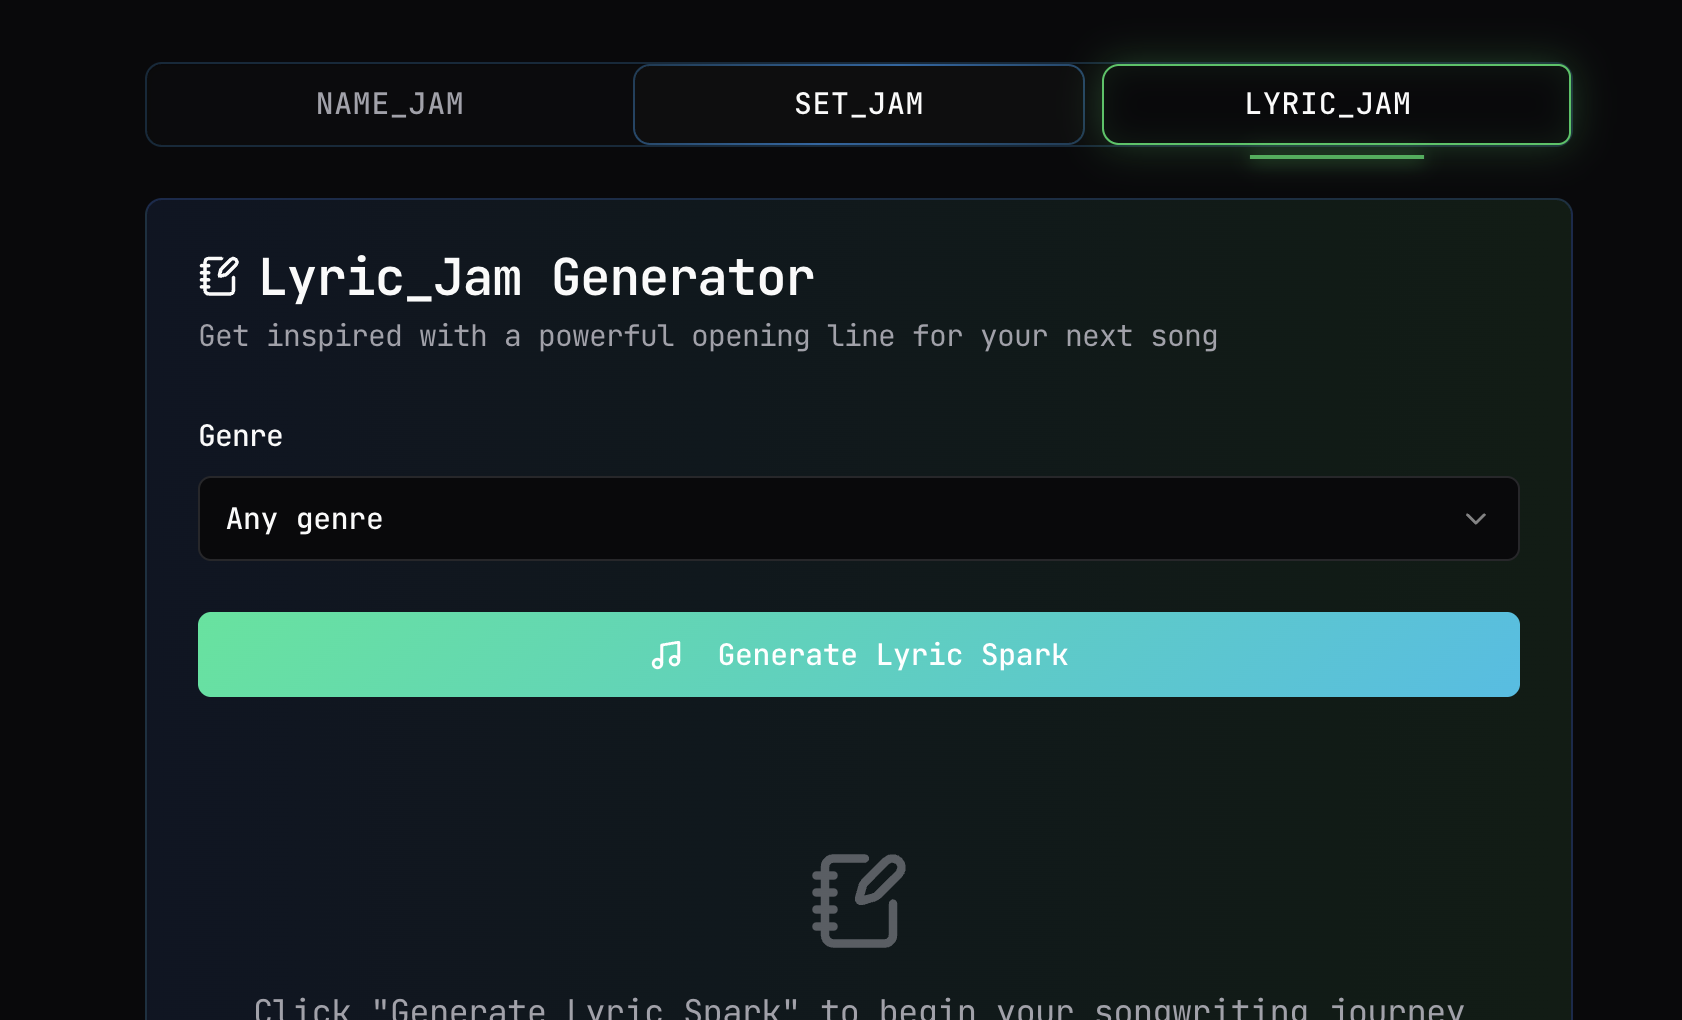 NAME_JAM
SET_JAM
LYRIC_JAM
Lyric_Jam Generator
Get inspired with a powerful opening line for your next song
Genre
Any genre
Generate Lyric Spark
Click "Generate Lyric Spark" to begin your songwriting journey